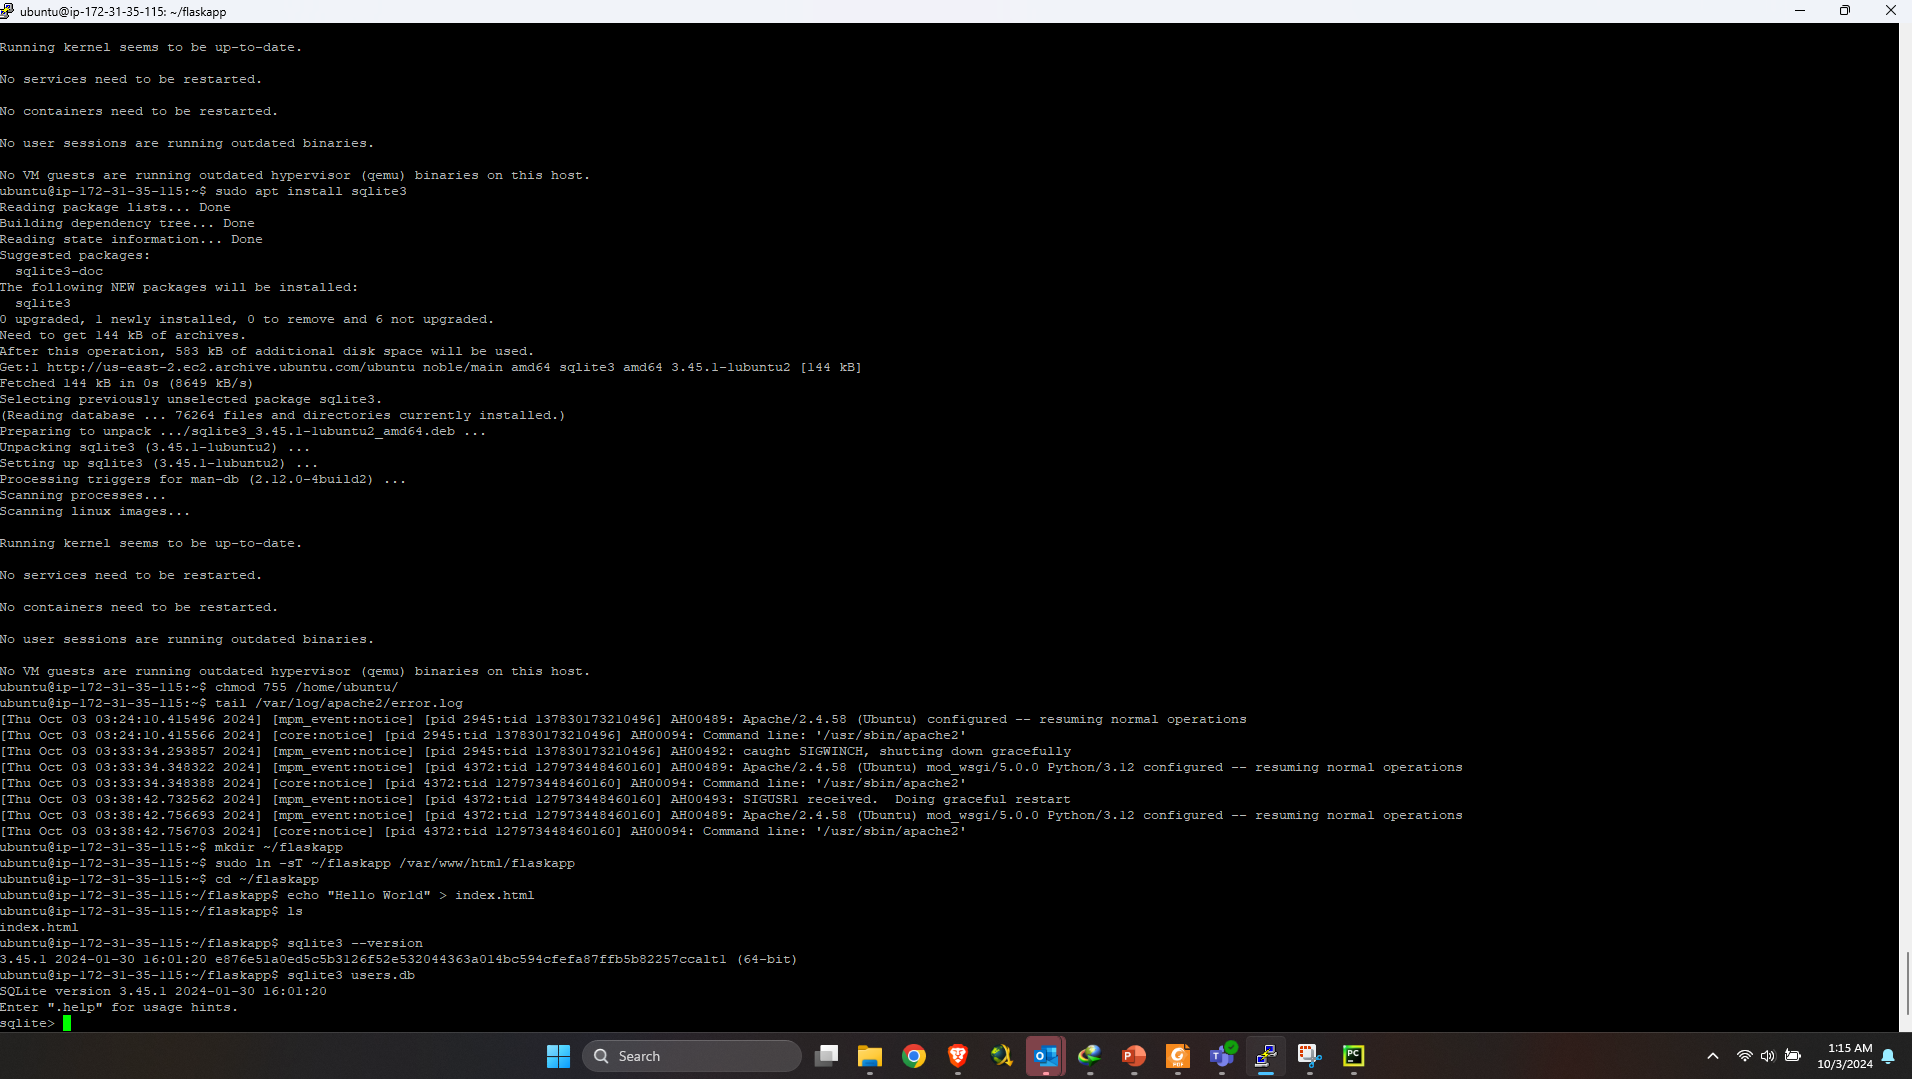 ubuntu@ip-172-31-35-115: ~/flaskapp
Running kernel seems to be up-to-date.
No services need to be restarted.
No containers need to be restarted.
No user sessions are running outdated binaries.
No VM guests are running outdated hypervisor (qemu) binaries on this host.
ubuntu@ip-172-31-35-115:~$ sudo apt install sqlite3
Reading package lists... Done
Building dependency tree... Done
Reading state information... Done
Suggested packages:
  sqlite3-doc
The following NEW packages will be installed:
  sqlite3
0 upgraded, 1 newly installed, 0 to remove and 6 not upgraded.
Need to get 144 kB of archives.
After this operation, 583 kB of additional disk space will be used.
Get:1 http://us-east-2.ec2.archive.ubuntu.com/ubuntu noble/main amd64 sqlite3 amd64 3.45.1-1ubuntu2 [144 kB]
Fetched 144 kB in 0s (8649 kB/s)
Selecting previously unselected package sqlite3.
(Reading database ... 76264 files and directories currently installed.)
Preparing to unpack .../sqlite3_3.45.1-1ubuntu2_amd64.deb ...
Unpacking sqlite3 (3.45.1-1ubuntu2) ...
Setting up sqlite3 (3.45.1-1ubuntu2) ...
Processing triggers for man-db (2.12.0-4build2) ...
Scanning processes...
Scanning linux images...
Running kernel seems to be up-to-date.
No services need to be restarted.
No containers need to be restarted.
No user sessions are running outdated binaries.
No VM guests are running outdated hypervisor (qemu) binaries on this host.
ubuntu@ip-172-31-35-115:~$ chmod 755 /home/ubuntu/
ubuntu@ip-172-31-35-115:~$ tail /var/log/apache2/error.log
[Thu Oct 03 03:24:10.415496 2024] [mpm_event:notice] [pid 2945:tid 137830173210496] AH00489: Apache/2.4.58 (Ubuntu) configured -- resuming normal operations
[Thu Oct 03 03:24:10.415566 2024] [core:notice] [pid 2945:tid 137830173210496] AH00094: Command line: '/usr/sbin/apache2'
[Thu Oct 03 03:33:34.293857 2024] [mpm_event:notice] [pid 2945:tid 137830173210496] AH00492: caught SIGWINCH, shutting down gracefully
[Thu Oct 03 03:33:34.348322 2024] [mpm_event:notice] [pid 4372:tid 127973448460160] AH00489: Apache/2.4.58 (Ubuntu) mod_wsgi/5.0.0 Python/3.12 configured -- resuming normal operations
[Thu Oct 03 03:33:34.348388 2024] [core:notice] [pid 4372:tid 127973448460160] AH00094: Command line: '/usr/sbin/apache2'
[Thu Oct 03 03:38:42.732562 2024] [mpm_event:notice] [pid 4372:tid 127973448460160] AH00493: SIGUSR1 received.  Doing graceful restart
[Thu Oct 03 03:38:42.756693 2024] [mpm_event:notice] [pid 4372:tid 127973448460160] AH00489: Apache/2.4.58 (Ubuntu) mod_wsgi/5.0.0 Python/3.12 configured -- resuming normal operations
[Thu Oct 03 03:38:42.756703 2024] [core:notice] [pid 4372:tid 127973448460160] AH00094: Command line: '/usr/sbin/apache2'
ubuntu@ip-172-31-35-115:~$ mkdir ~/flaskapp
ubuntu@ip-172-31-35-115:~$ sudo ln -sT ~/flaskapp /var/www/html/flaskapp
ubuntu@ip-172-31-35-115:~$ cd ~/flaskapp
ubuntu@ip-172-31-35-115:~/flaskapp$ echo "Hello World" > index.html
ubuntu@ip-172-31-35-115:~/flaskapp$ ls
index.html
ubuntu@ip-172-31-35-115:~/flaskapp$ sqlite3 --version
3.45.1 2024-01-30 16:01:20 e876e51a0ed5c5b3126f52e532044363a014bc594cfefa87ffb5b82257ccalt1 (64-bit)
ubuntu@ip-172-31-35-115:~/flaskapp$ sqlite3 users.db
SQLite version 3.45.1 2024-01-30 16:01:20
Enter ".help" for usage hints.
sqlite>
Search
PC
1:15 AM
10/3/2024